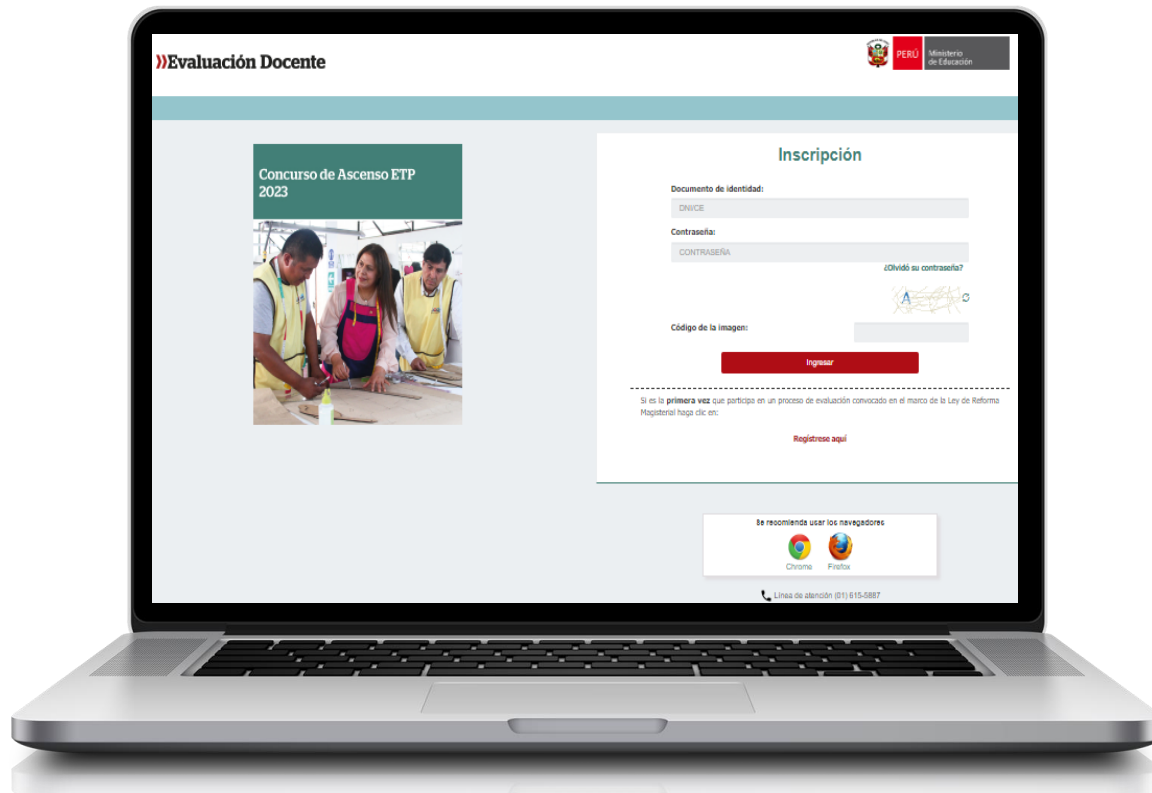 »Evaluación Docente
PERÚ
Ministerio
de Educación
Concurso de Ascenso ETP
2023
Inscripción
Documento de identidad:
DNI/CE
Contraseña:
CONTRASEÑA
¿Olvidó su contraseña?
A
Código de la imagen:
Ingresar
Si es la primera vez que participa en un proceso de evaluación convocado en el marco de la Ley de Reforma
Magisterial haga clic en:
Regístrese aquí
Se recomienda usar los navegadores
Chrome Firefox
Línea de atención (01) 615-5887